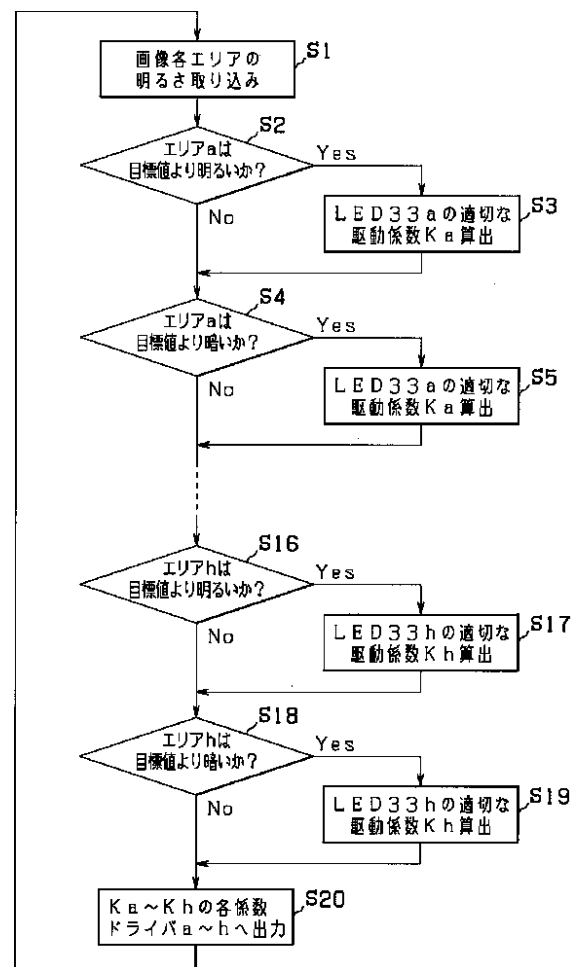 S1
画像各エリアの
明るさ取り込み
S2
エリアaは
目標値より明るいか?
Yes
No
S3
LED33aの適切な
駆動係数Ka算出
S4
エリアaは
目標値より暗いか?
Yes
No
S5
LED33aの適切な
駆動係数Ka算出
S16
エリアhは
目標値より明るいか?
Yes
No
S17
LED33hの適切な
駆動係数Kh算出
S18
エリアhは
目標値より暗いか?
Yes
No
S19
LED33hの適切な
駆動係数Kh算出
S20
Ka~Khの各係数
ドライバa~hへ出力